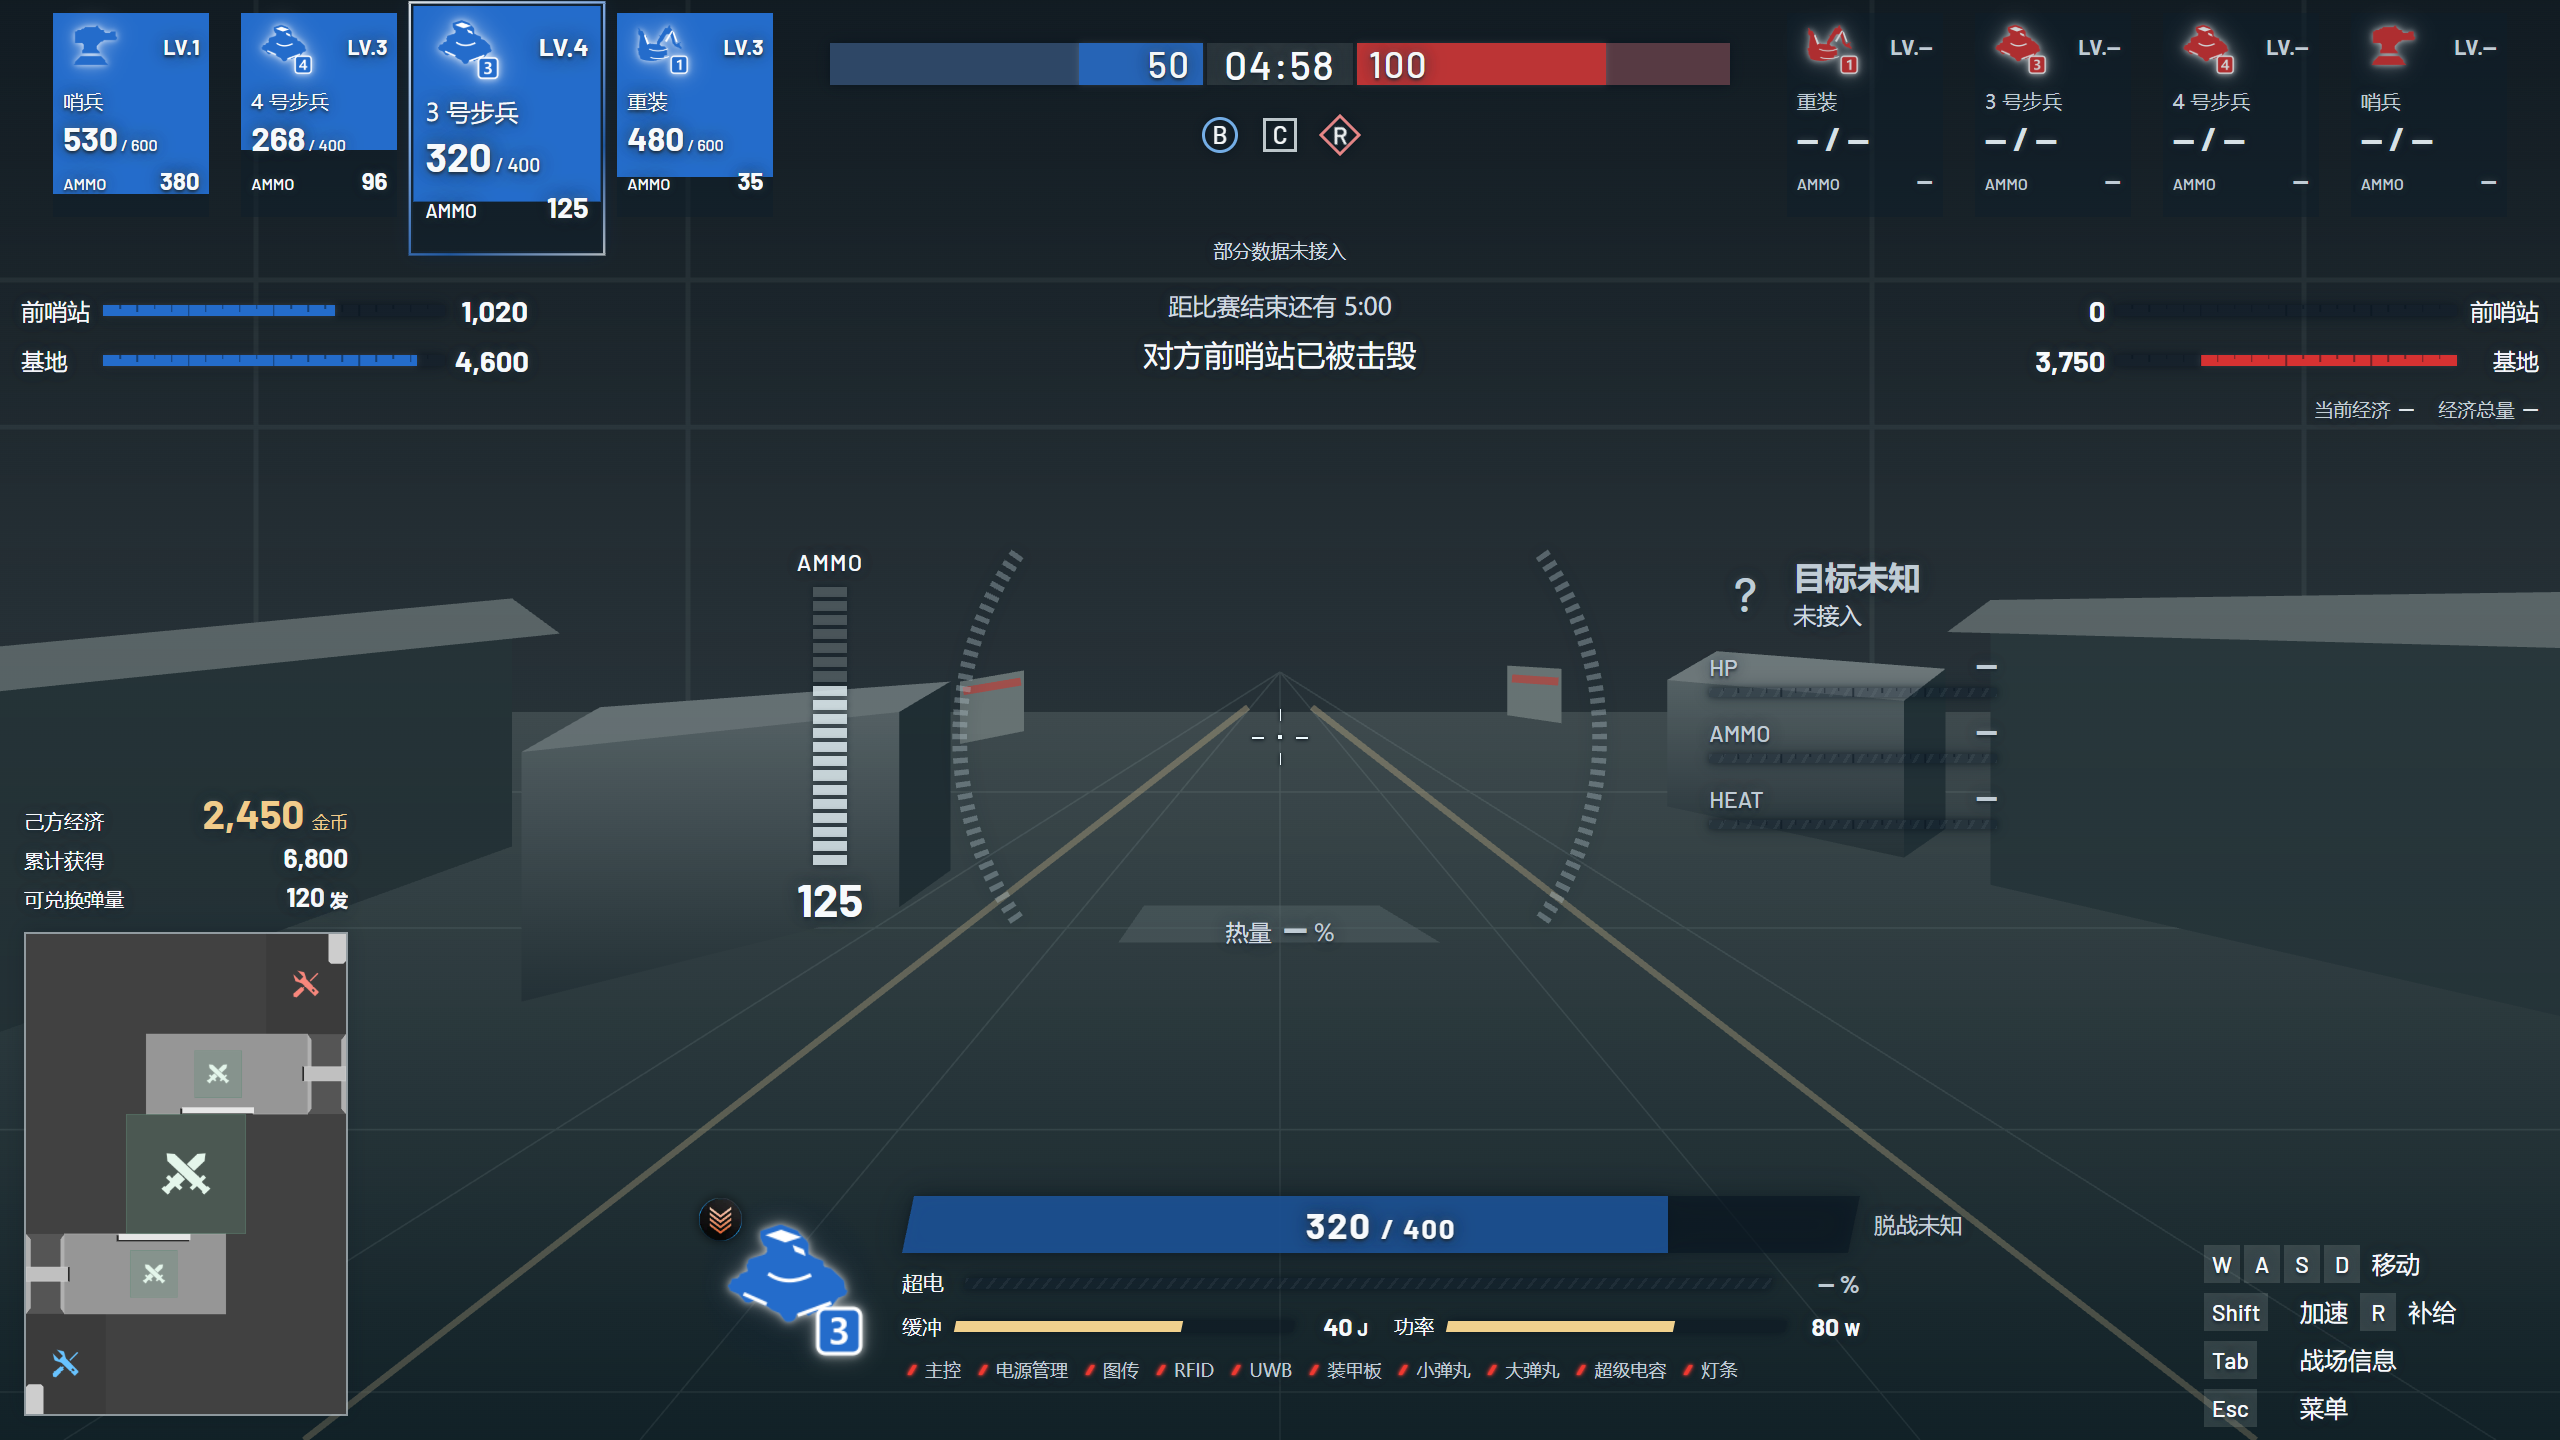 LV.1
哨兵
530 / 600
AMMO 380
LV.3
4
4 号步兵
268 / 400
AMMO 96
LV.4
3
3 号步兵
320 / 400
AMMO 125
LV.3
1
重装
480 / 600
AMMO 35
50 04:58 100
B C R
LV.–
1
重装
– / –
AMMO –
LV.–
3
3 号步兵
– / –
AMMO –
LV.–
4
4 号步兵
– / –
AMMO –
LV.–
哨兵
– / –
AMMO –
部分数据未接入
距比赛结束还有 5:00
对方前哨站已被击毁
前哨站 1,020
基地 4,600
0 前哨站
3,750 基地
当前经济 – 经济总量 –
AMMO
125
? 目标未知
未接入
HP –
AMMO –
HEAT –
热量 – %
己方经济 2,450 金币
累计获得 6,800
可兑换弹量 120 发
320 / 400 脱战未知
3
超电 – %
缓冲 40 J 功率 80 W
主控 电源管理 图传 RFID UWB 装甲板 小弹丸 大弹丸 超级电容 灯条
W A S D 移动
Shift 加速 R 补给
Tab 战场信息
Esc 菜单